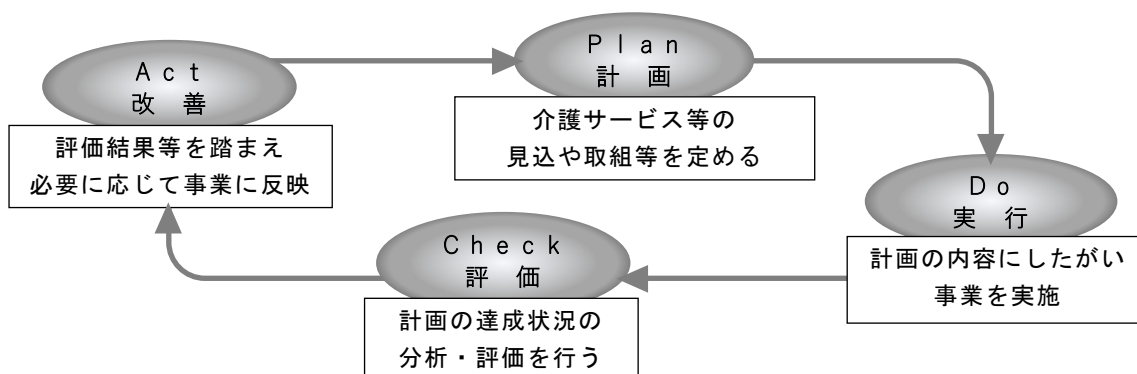 Plan
計画
介護サービス等の
見込や取組等を定める
Do
実行
計画の内容にしたがい
事業を実施
Check
評価
計画の達成状況の
分析・評価を行う
Act
改善
評価結果等を踏まえ
必要に応じて事業に反映